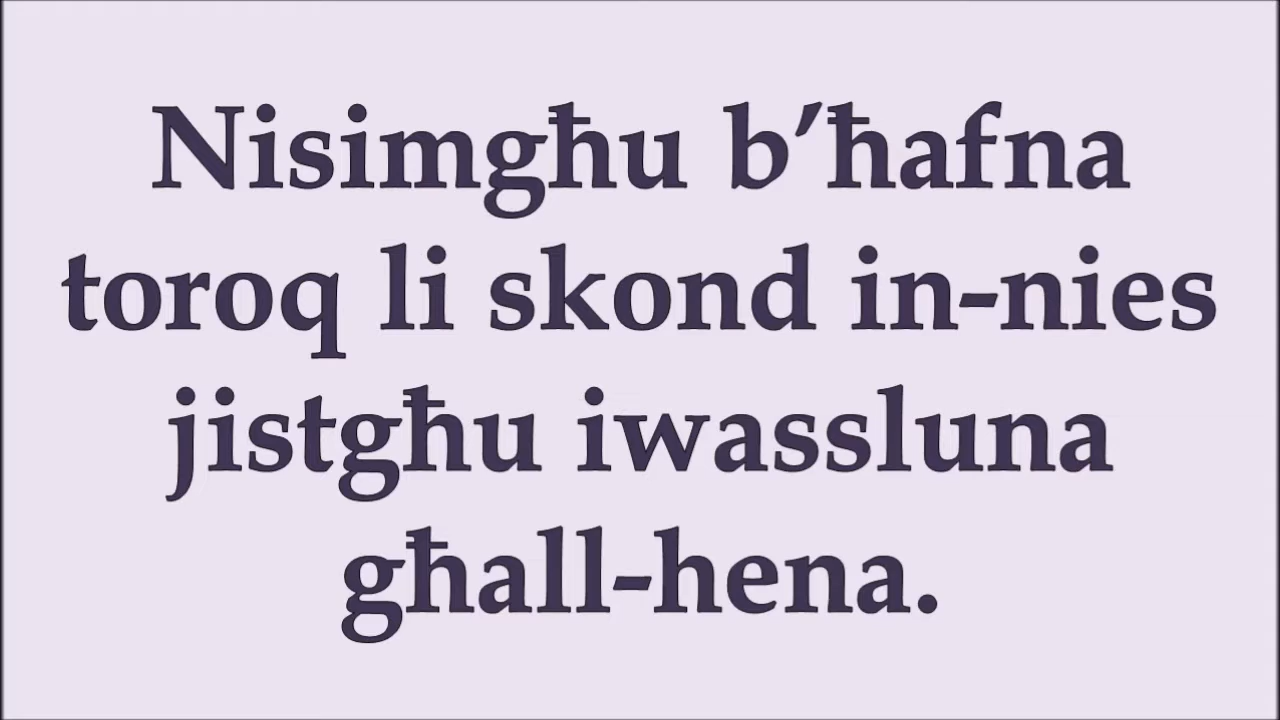 Nisimgħu b’ħafna
toroq li skond in-nies
jistgħu iwassluna
għall-hena.